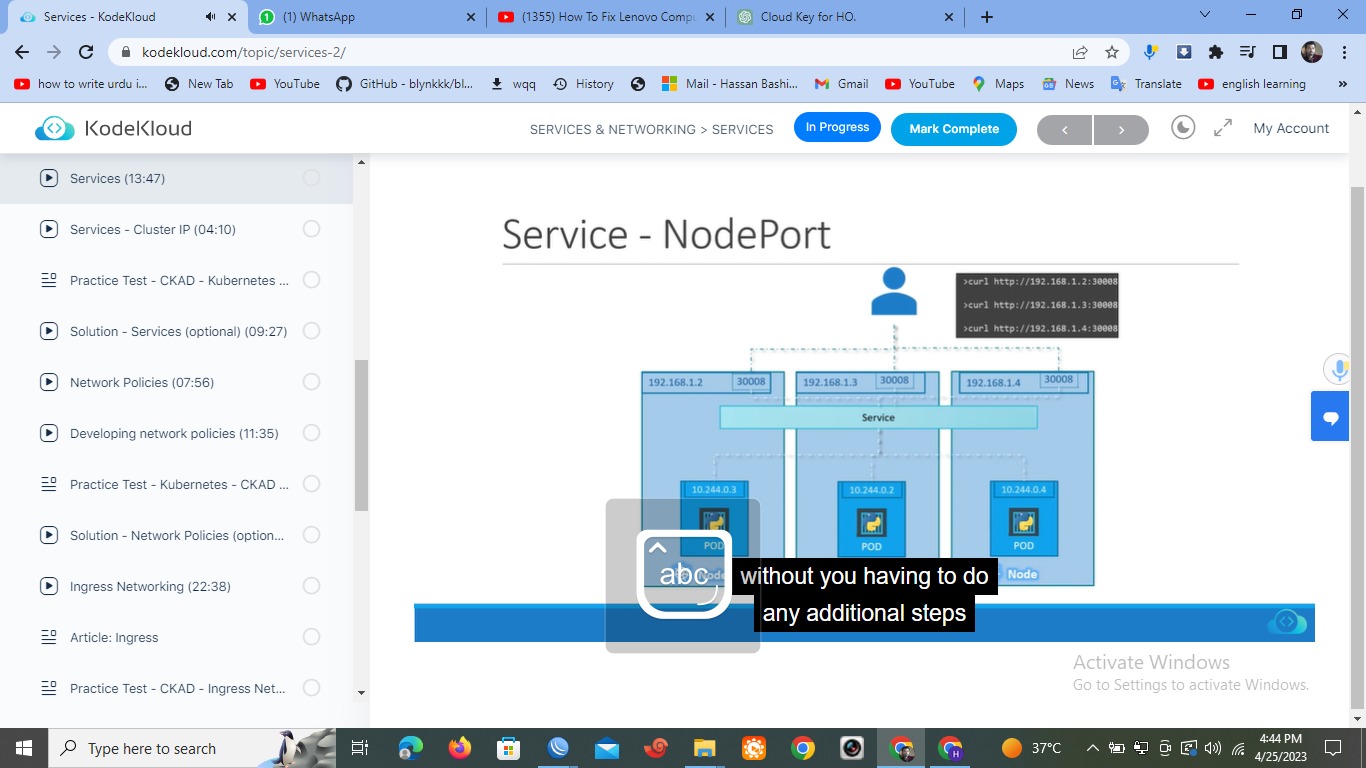 Services - KodeKloud
(1) WhatsApp
(1355) How To Fix Lenovo Compu
Cloud Key for HO.
kodekloud.com/topic/services-2/
how to write urdu i...
New Tab
YouTube
GitHub - blynkkk/bl...
wqq
History
Mail - Hassan Bashi...
Gmail
YouTube
Maps
News
Translate
english learning
»
KodeKloud
SERVICES & NETWORKING > SERVICES
In Progress
Mark Complete
My Account
Services (13:47)
Services - Cluster IP (04:10)
Practice Test - CKAD - Kubernetes ...
Solution - Services (optional) (09:27)
Network Policies (07:56)
Developing network policies (11:35)
Practice Test - Kubernetes - CKAD ...
Solution - Network Policies (option...
Ingress Networking (22:38)
Article: Ingress
Practice Test - CKAD - Ingress Net...
Service - NodePort
>curl http://192.168.1.2:30008
>curl http://192.168.1.3:30008
>curl http://192.168.1.4:30008
192.168.1.2 30008
192.168.1.3 30008
192.168.1.4 30008
Service
10.244.0.3
10.244.0.2
10.244.0.4
POD
POD
POD
Node
Node
abc
without you having to do
any additional steps
Activate Windows
Go to Settings to activate Windows.
Type here to search
37°C
4:44 PM
4/25/2023